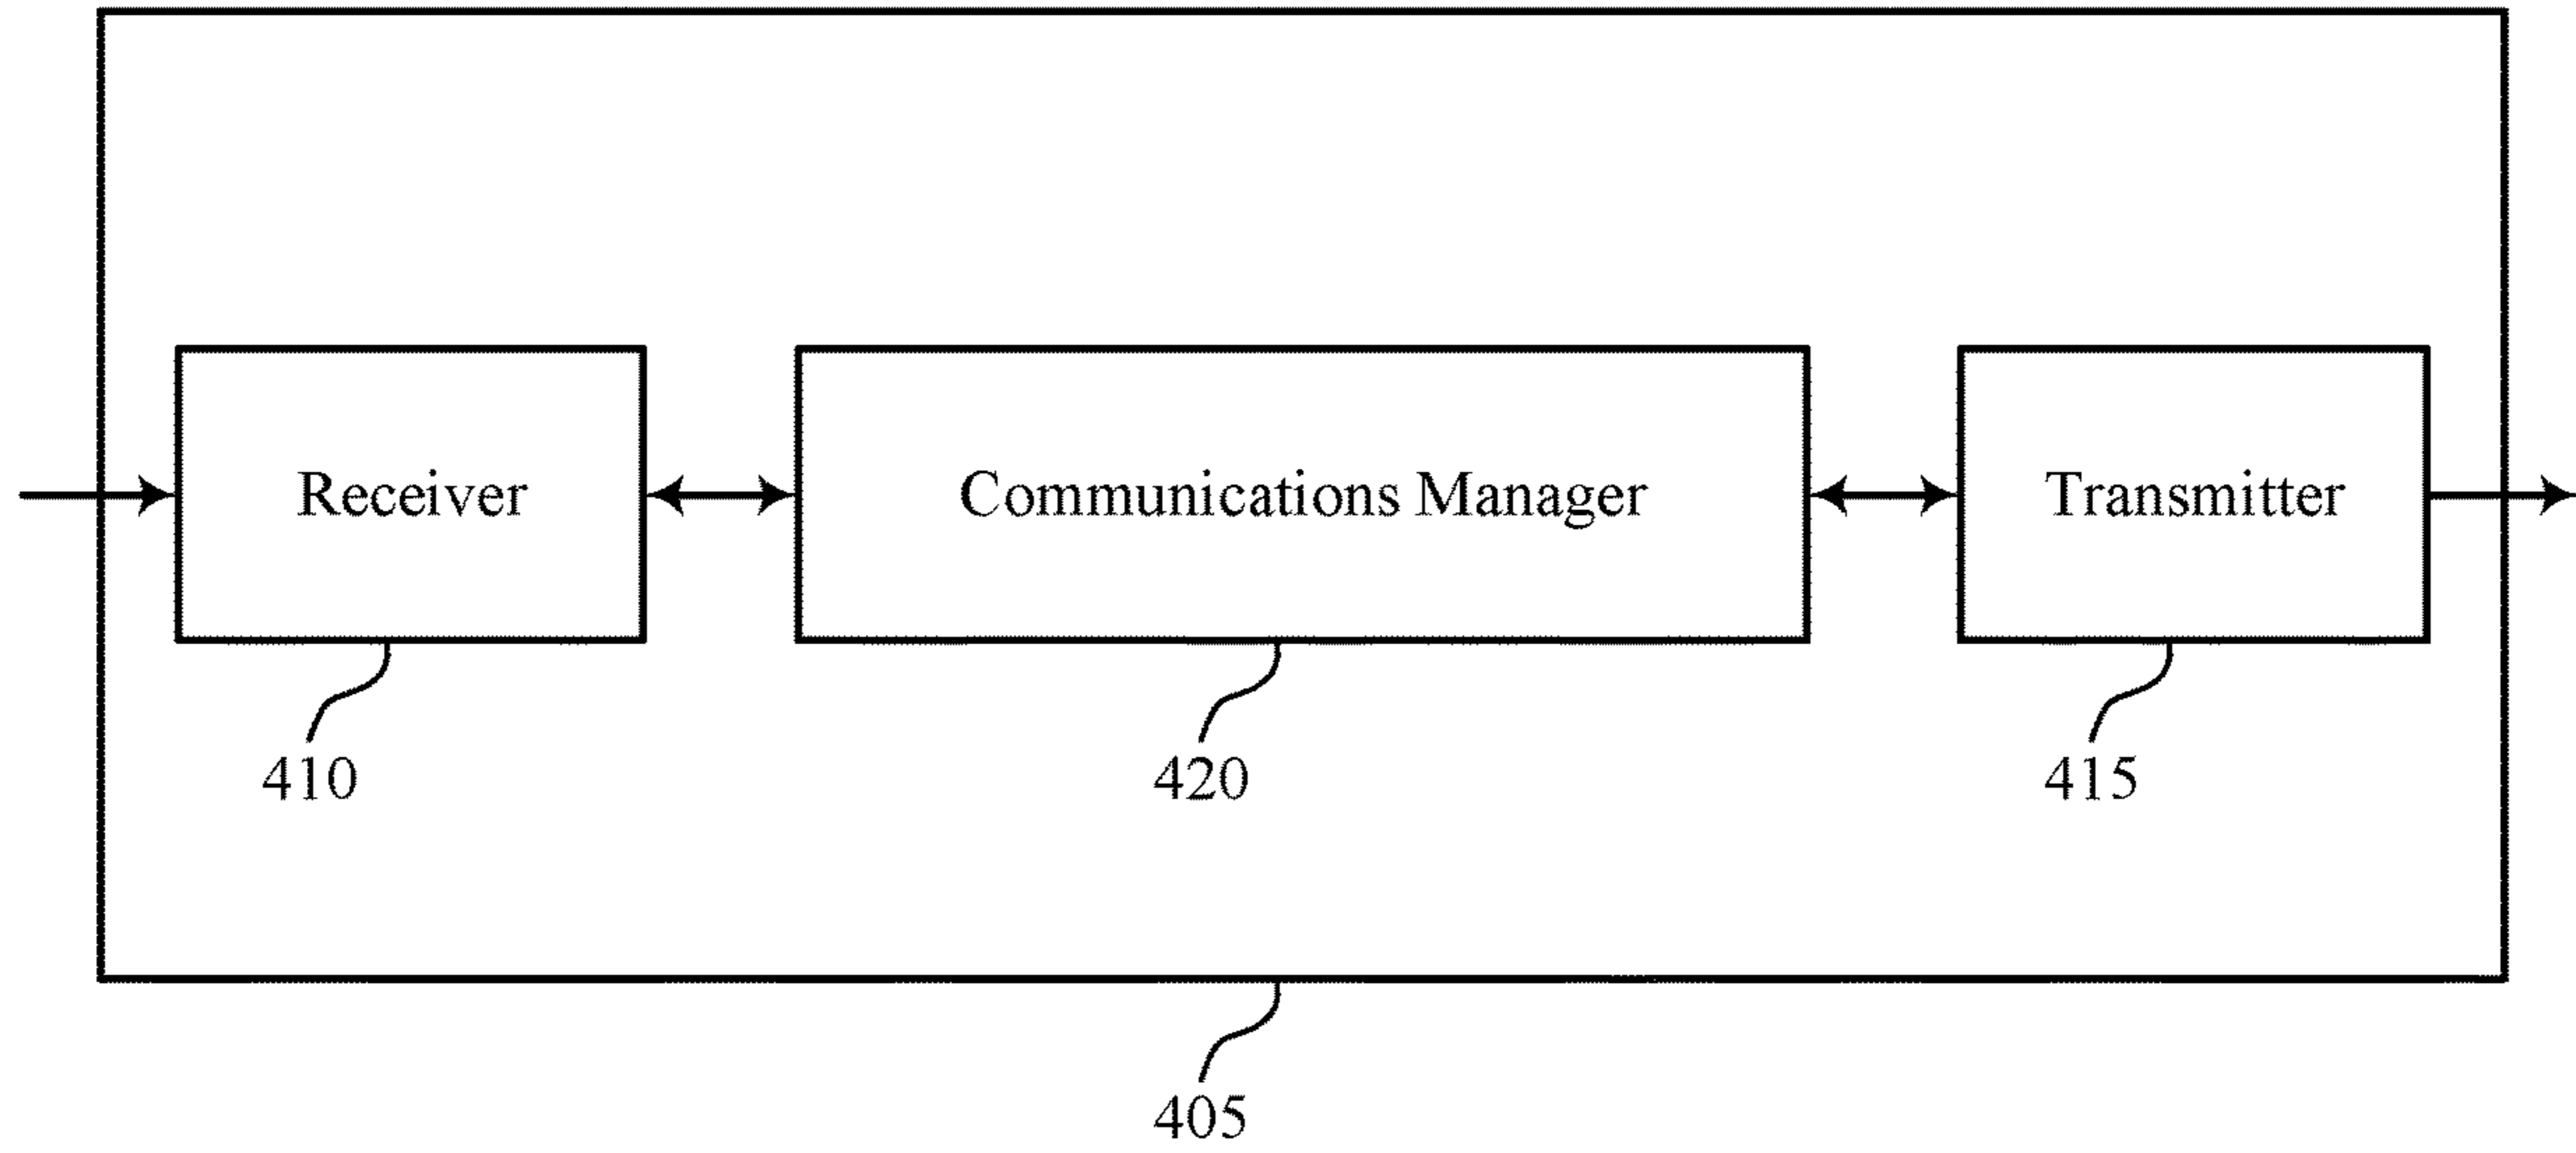 Receiver
Communications Manager
Transmitter
410
420
415
405